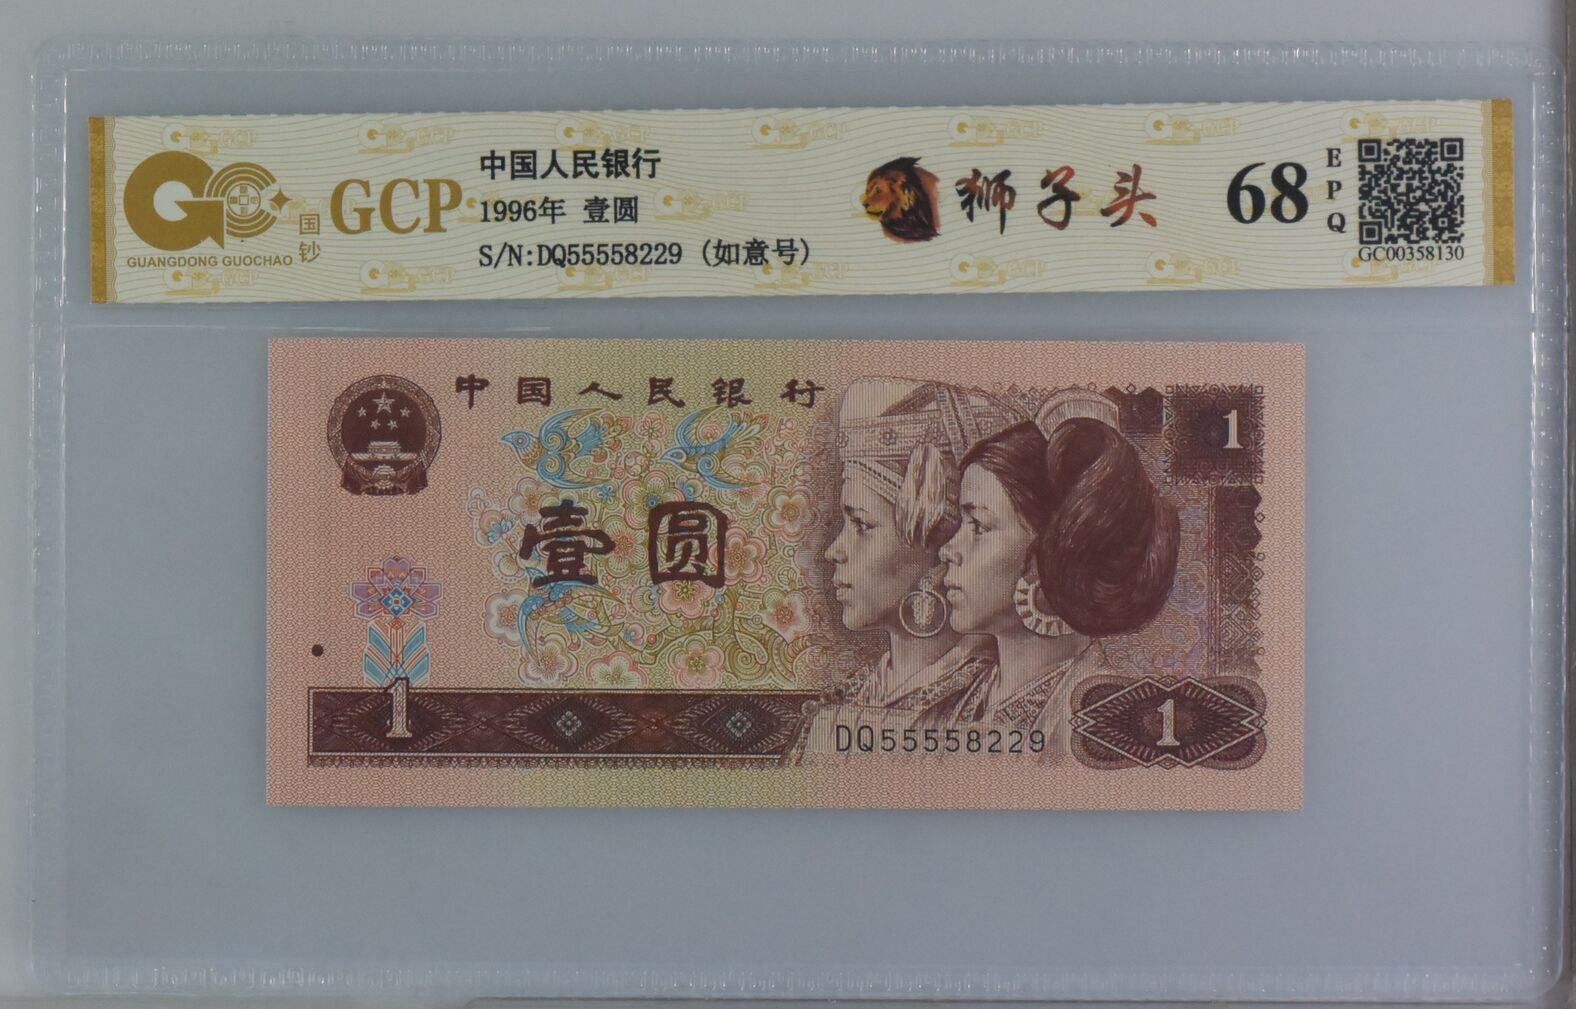 GUANGDONG GUOCHAO
国钞
GCP
中国人民银行
1996年 壹圆
S/N:DQ55558229 (如意号)
狮子头
68
EPQ
GC00358130
中国人民银行
1
壹圆
1
DQ55558229
1